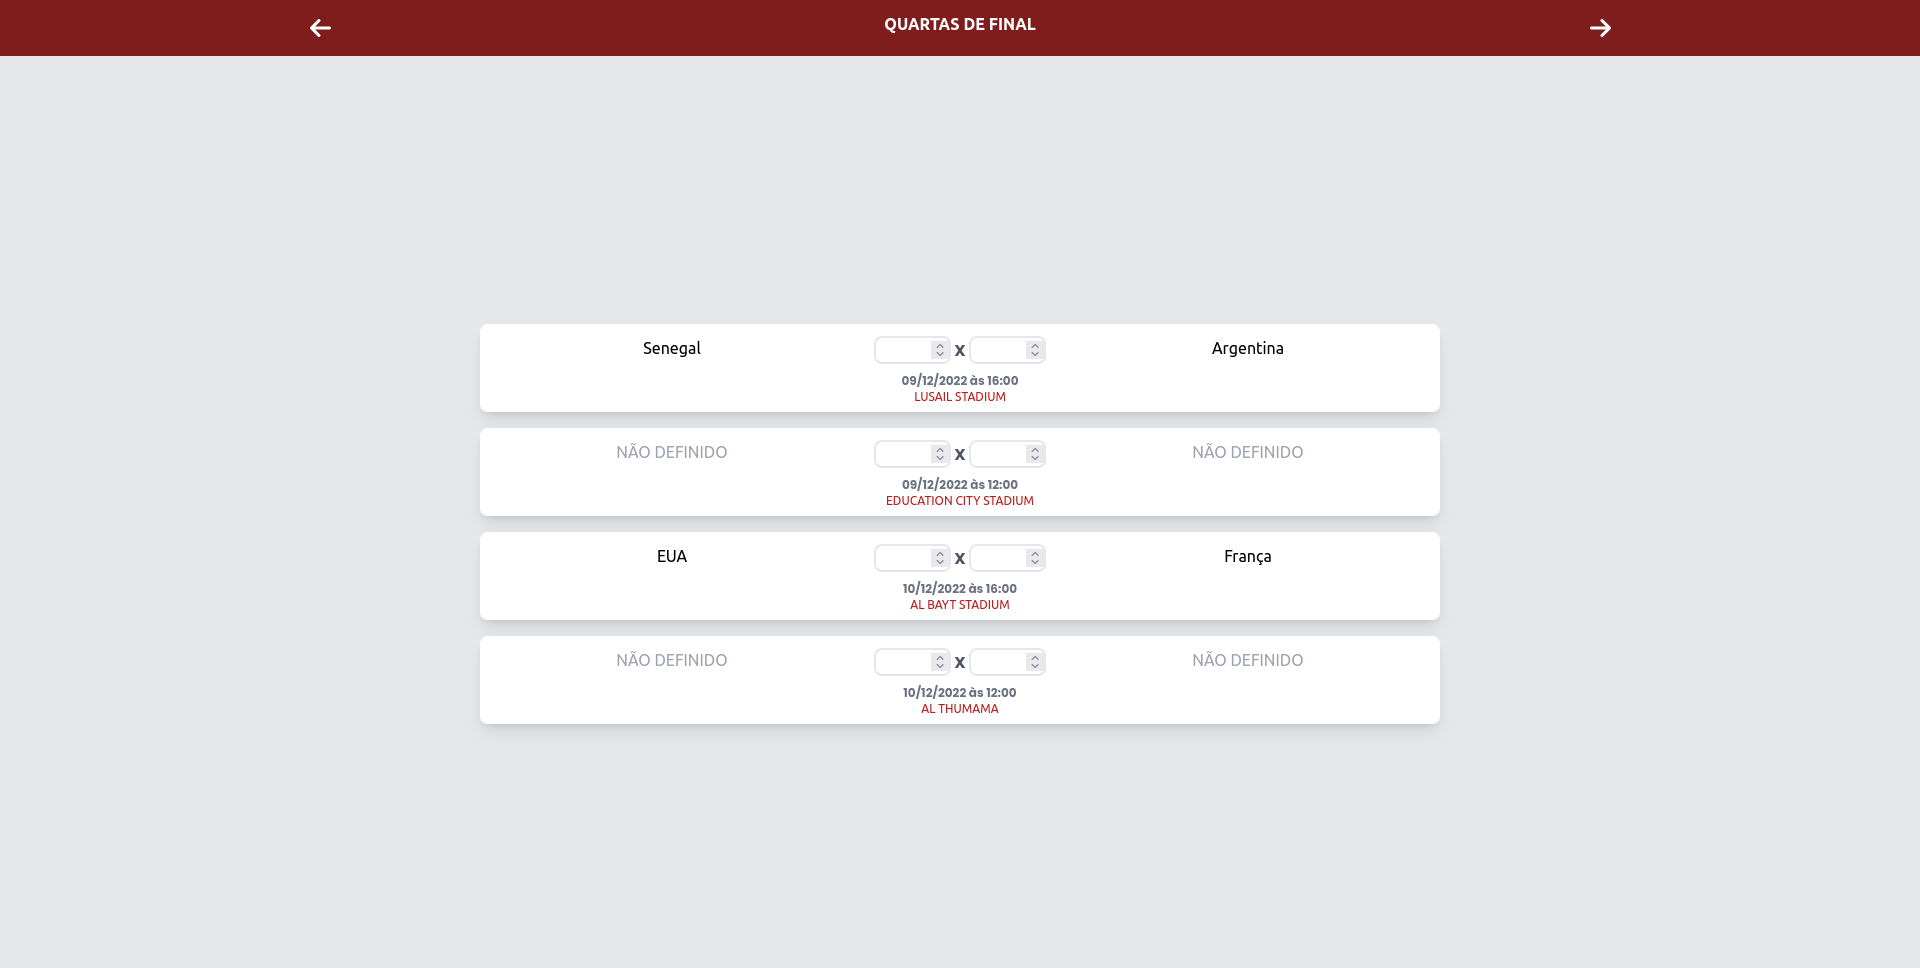 QUARTAS DE FINAL
Senegal X Argentina
09/12/2022 às 16:00
LUSAIL STADIUM
NÃO DEFINIDO X NÃO DEFINIDO
09/12/2022 às 12:00
EDUCATION CITY STADIUM
EUA X França
10/12/2022 às 16:00
AL BAYT STADIUM
NÃO DEFINIDO X NÃO DEFINIDO
10/12/2022 às 12:00
AL THUMAMA